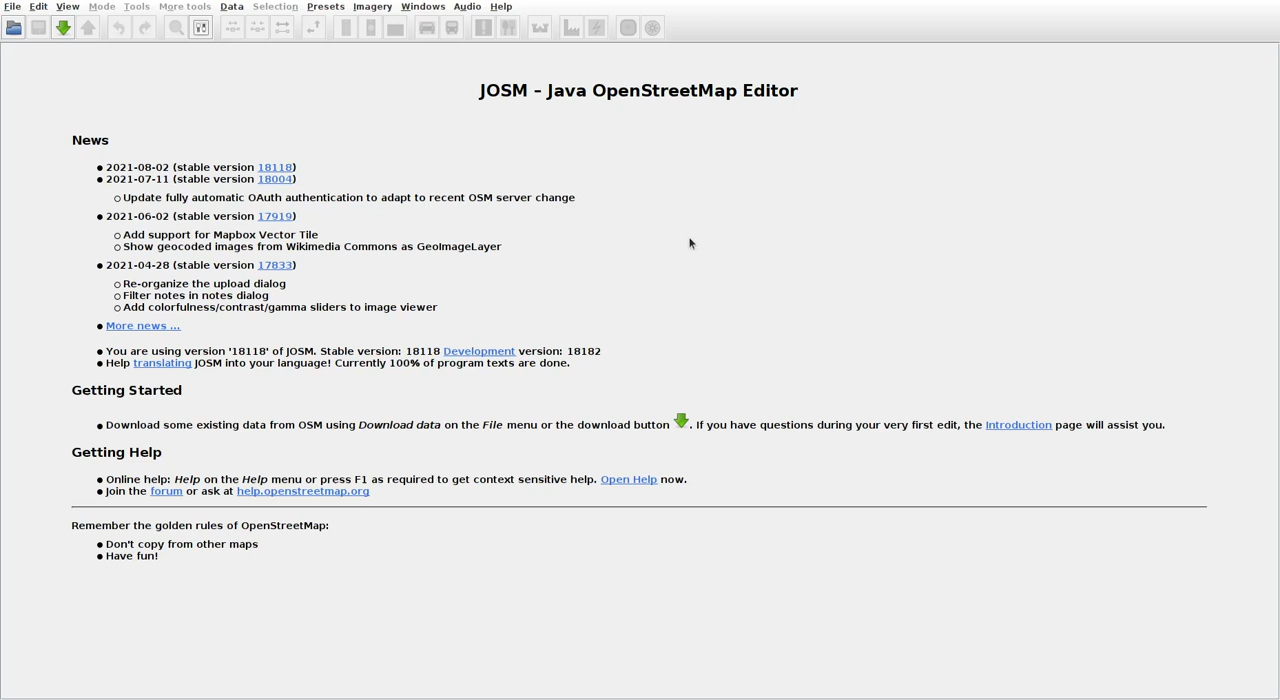 File Edit View Mode Tools More tools Data Selection Presets Imagery Windows Audio Help
JOSM – Java OpenStreetMap Editor
News
● 2021-08-02 (stable version 18118)
● 2021-07-11 (stable version 18004)
○ Update fully automatic OAuth authentication to adapt to recent OSM server change
● 2021-06-02 (stable version 17919)
○ Add support for Mapbox Vector Tile
○ Show geocoded images from Wikimedia Commons as GeoImageLayer
● 2021-04-28 (stable version 17833)
○ Re-organize the upload dialog
○ Filter notes in notes dialog
○ Add colorfulness/contrast/gamma sliders to image viewer
● More news ...
● You are using version '18118' of JOSM. Stable version: 18118 Development version: 18182
● Help translating JOSM into your language! Currently 100% of program texts are done.
Getting Started
● Download some existing data from OSM using Download data on the File menu or the download button . If you have questions during your very first edit, the Introduction page will assist you.
Getting Help
● Online help: Help on the Help menu or press F1 as required to get context sensitive help. Open Help now.
● Join the forum or ask at help.openstreetmap.org
Remember the golden rules of OpenStreetMap:
● Don't copy from other maps
● Have fun!